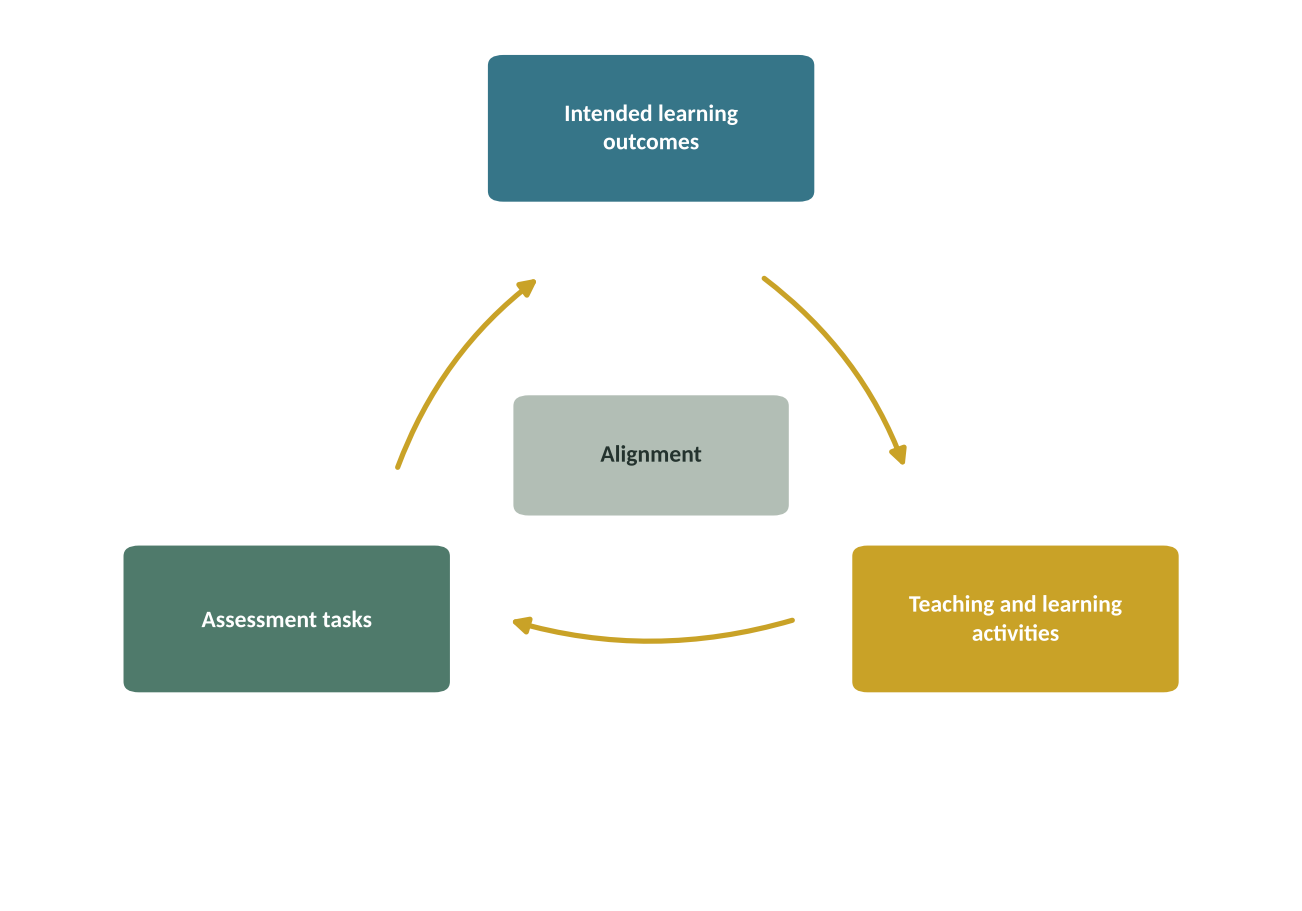 Intended learning
outcomes
Alignment
Assessment tasks
Teaching and learning
activities